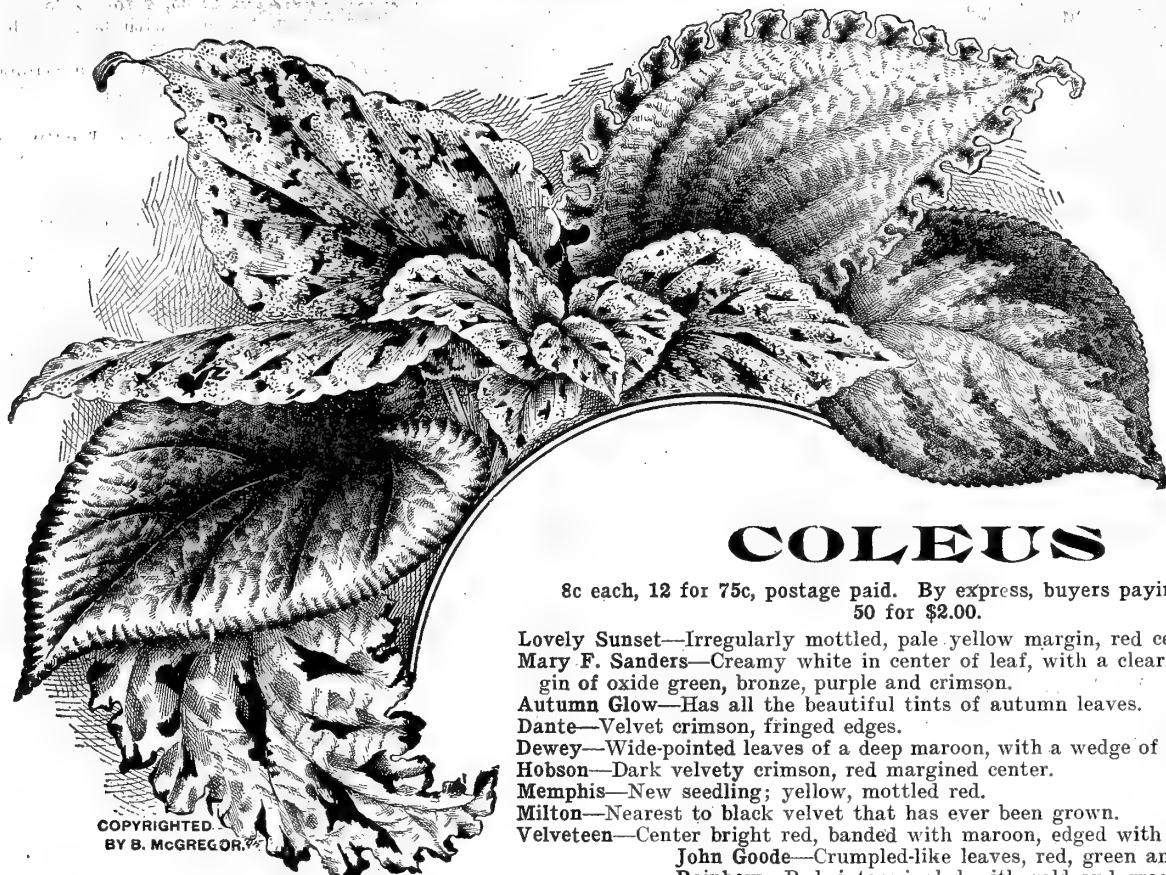 COLEUS
8c each, 12 for 75c, postage paid. By express, buyers
50 for $2.00.
Lovely Sunset—Irregularly mottled, pale yellow margin, red
Mary F. Sanders—Creamy white in center of leaf, with a clear
gin of oxide green, bronze, purple and crimson.
Autumn Glow—Has all the beautiful tints of autumn leaves.
Dante—Velvet crimson, fringed edges.
Dewey—Wide-pointed leaves of a deep maroon, with a wedge of
Hobson—Dark velvety crimson, red margined center.
Memphis—New seedling; yellow, mottled red.
Milton—Nearest to black velvet that has ever been grown.
Velveteen—Center bright red, banded with maroon, edged with
John Goode—Crumpled-like leaves, red, green
COPYRIGHTED
BY B. McGREGOR.